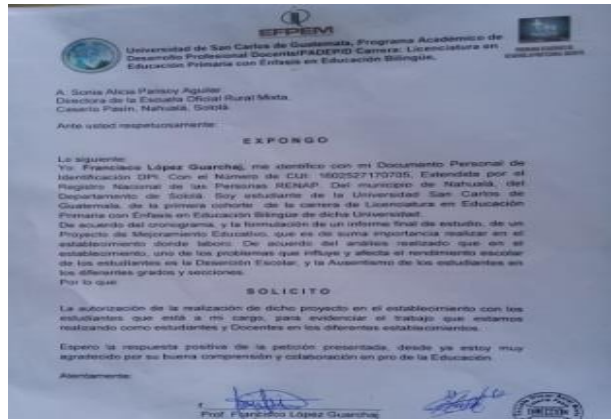 EFPEM
Universidad de San Carlos de Guatemala, Programa Académico de
Desarrollo Profesional Docente/PADEP/D Carrera: Licenciatura en
Educación Primaria con Énfasis en Educación Bilingüe,
A. Sonia Alicia Aguilar
Directora de la Escuela Oficial Rural Mixta
Caserío Pasin, Nahualá, Sololá
Ante usted respetuosamente:
EXPONGO
Lo siguiente:
Yo: Francisco López Guarchaj, me identifico con mi Documento Personal de
Identificación DPI. Con el Número de CUI: 1602527170705, Extendida por el
Registro Nacional de las Personas RENAP. Del municipio de Nahualá, del
Departamento de Sololá. Soy estudiante de la Universidad San Carlos de
Guatemala, de la primera cohorte de la carrera de Licenciatura en Educación
Primaria con Énfasis en Educación Bilingüe de dicha Universidad.
De acuerdo del cronograma, y la formulación de un informe final de estudio, de un
Proyecto de Mejoramiento Educativo, que es de suma importancia realizar en el
establecimiento donde laboro. De acuerdo del análisis realizado que en el
establecimiento, uno de los problemas que influye y afecta el rendimiento escolar
de los estudiantes es la Deserción Escolar, y la Ausentismo de los estudiantes en
los diferentes grados y secciones.
Por lo que:
SOLICITO
La autorización de la realización de dicho proyecto en el establecimiento con los
estudiantes que está a mi cargo, para evidenciar el trabajo que estamos
realizando como estudiantes y Docentes en los diferentes establecimientos.
Espero la respuesta positiva de la petición presentada, desde ya estoy muy
agradecido por su buena comprensión y colaboración en pro de la Educación.
Atentamente:
Prof. Francisco López Guarchaj